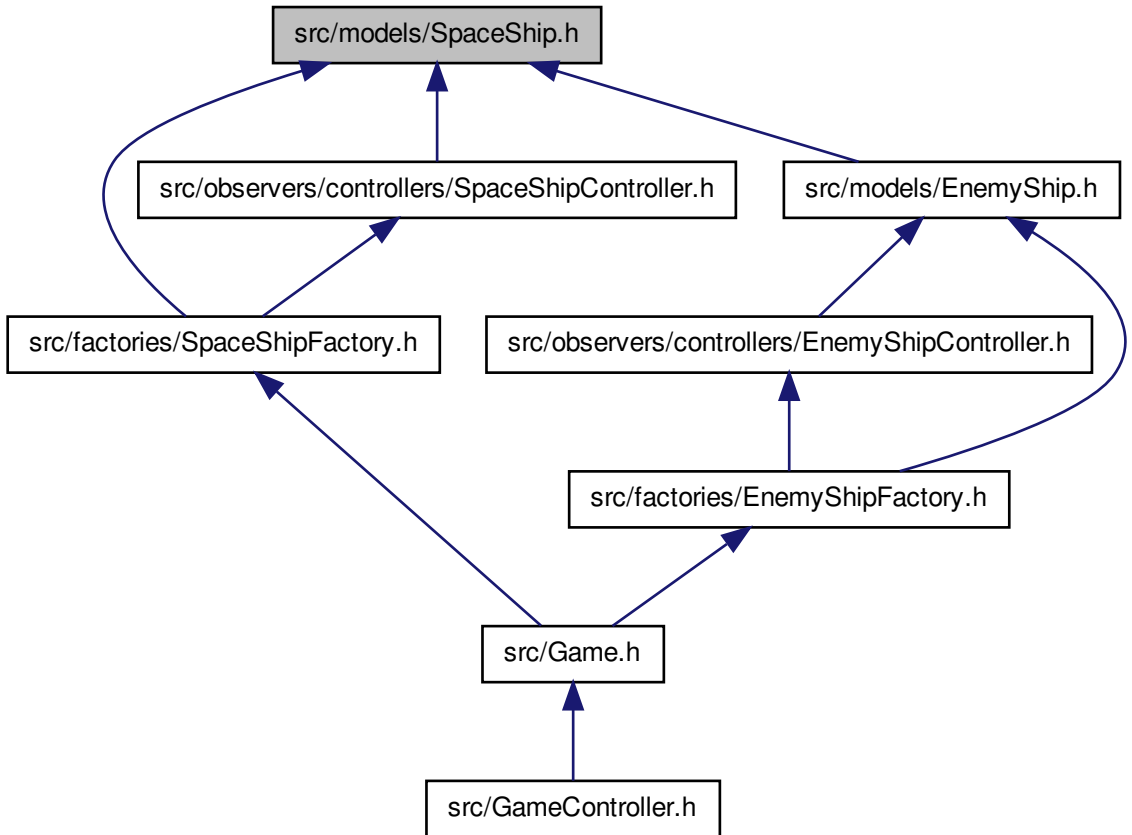 src/models/SpaceShip.h
src/observers/controllers/SpaceShipController.h
src/models/EnemyShip.h
src/factories/SpaceShipFactory.h
src/observers/controllers/EnemyShipController.h
src/factories/EnemyShipFactory.h
src/Game.h
src/GameController.h